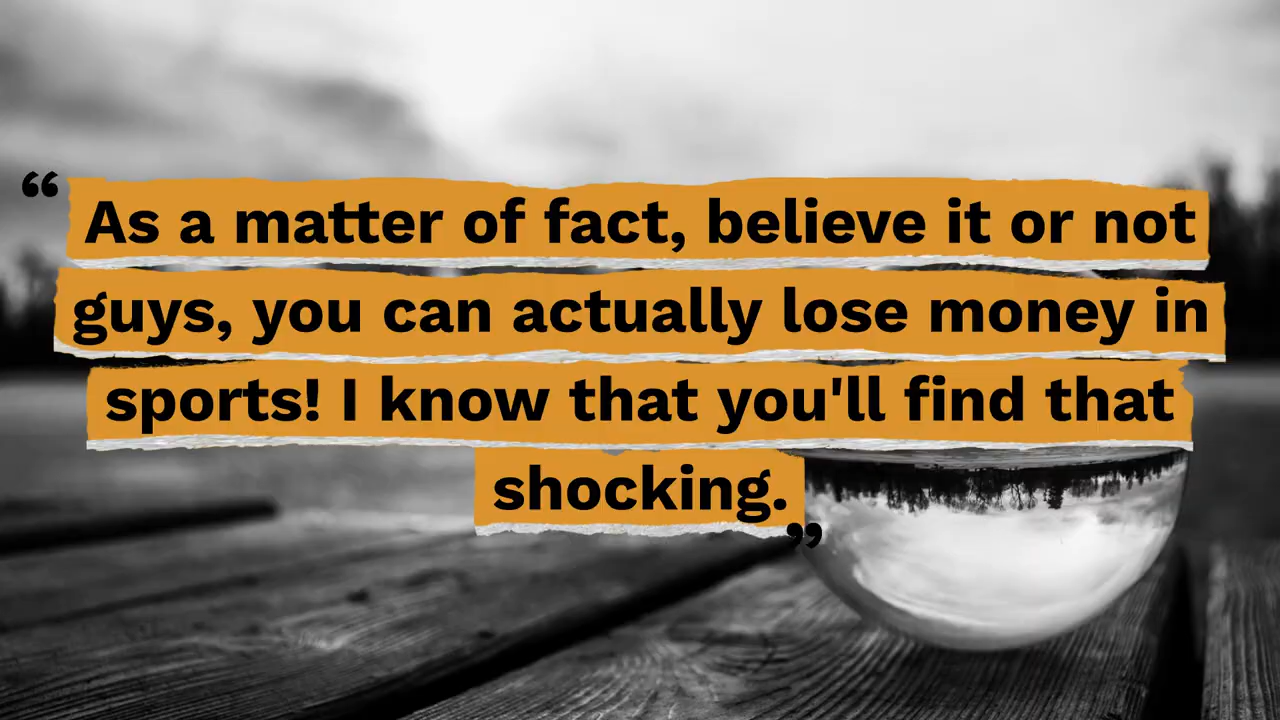 “As a matter of fact, believe it or not
guys, you can actually lose money in
sports! I know that you'll find that
shocking.”